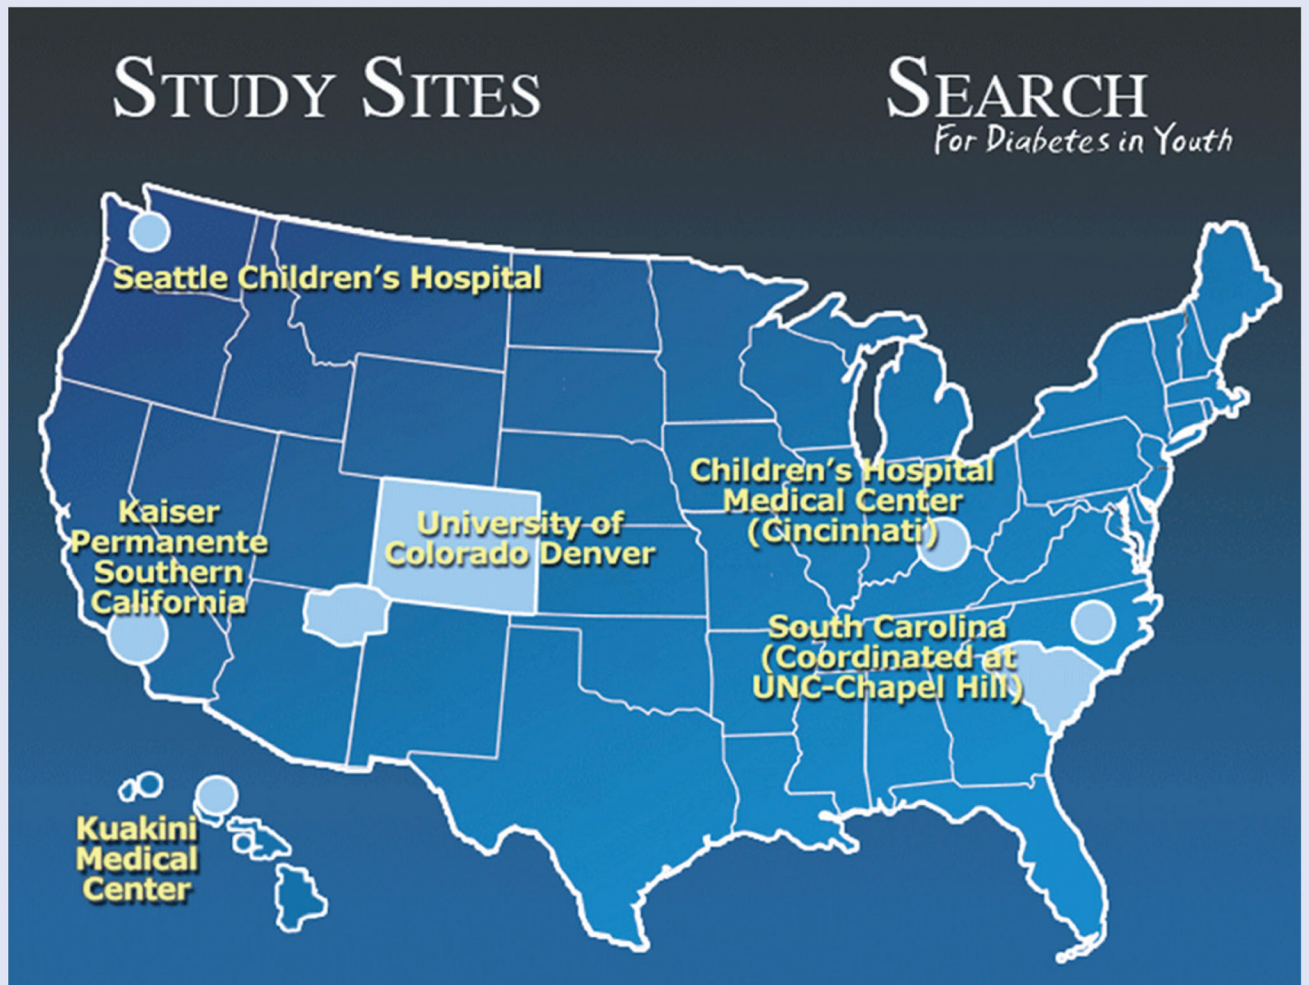 STUDY SITES
SEARCH
For Diabetes in Youth
Seattle Children's Hospital
Kaiser
Permanente
Southern
California
University of
Colorado Denver
Children's Hospital
Medical Center
(Cincinnati)
South Carolina
(Coordinated at
UNC-Chapel Hill)
Kuakini
Medical
Center